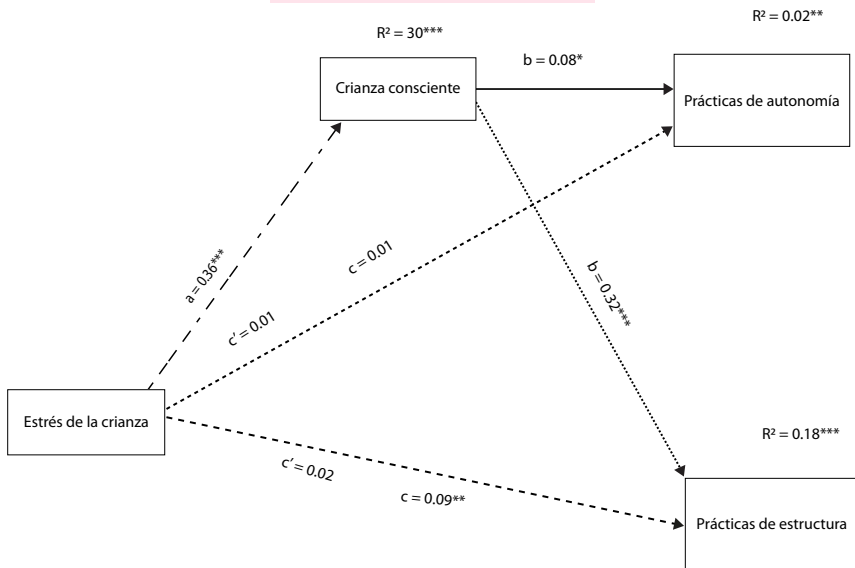 R² = 0.02**
R² = 30***
b = 0.08*
Crianza consciente
Prácticas de autonomía
a = 0.36***
c = 0.01
b = 0.32***
c' = 0.01
Estrés de la crianza
R² = 0.18***
c' = 0.02
c = 0.09**
Prácticas de estructura